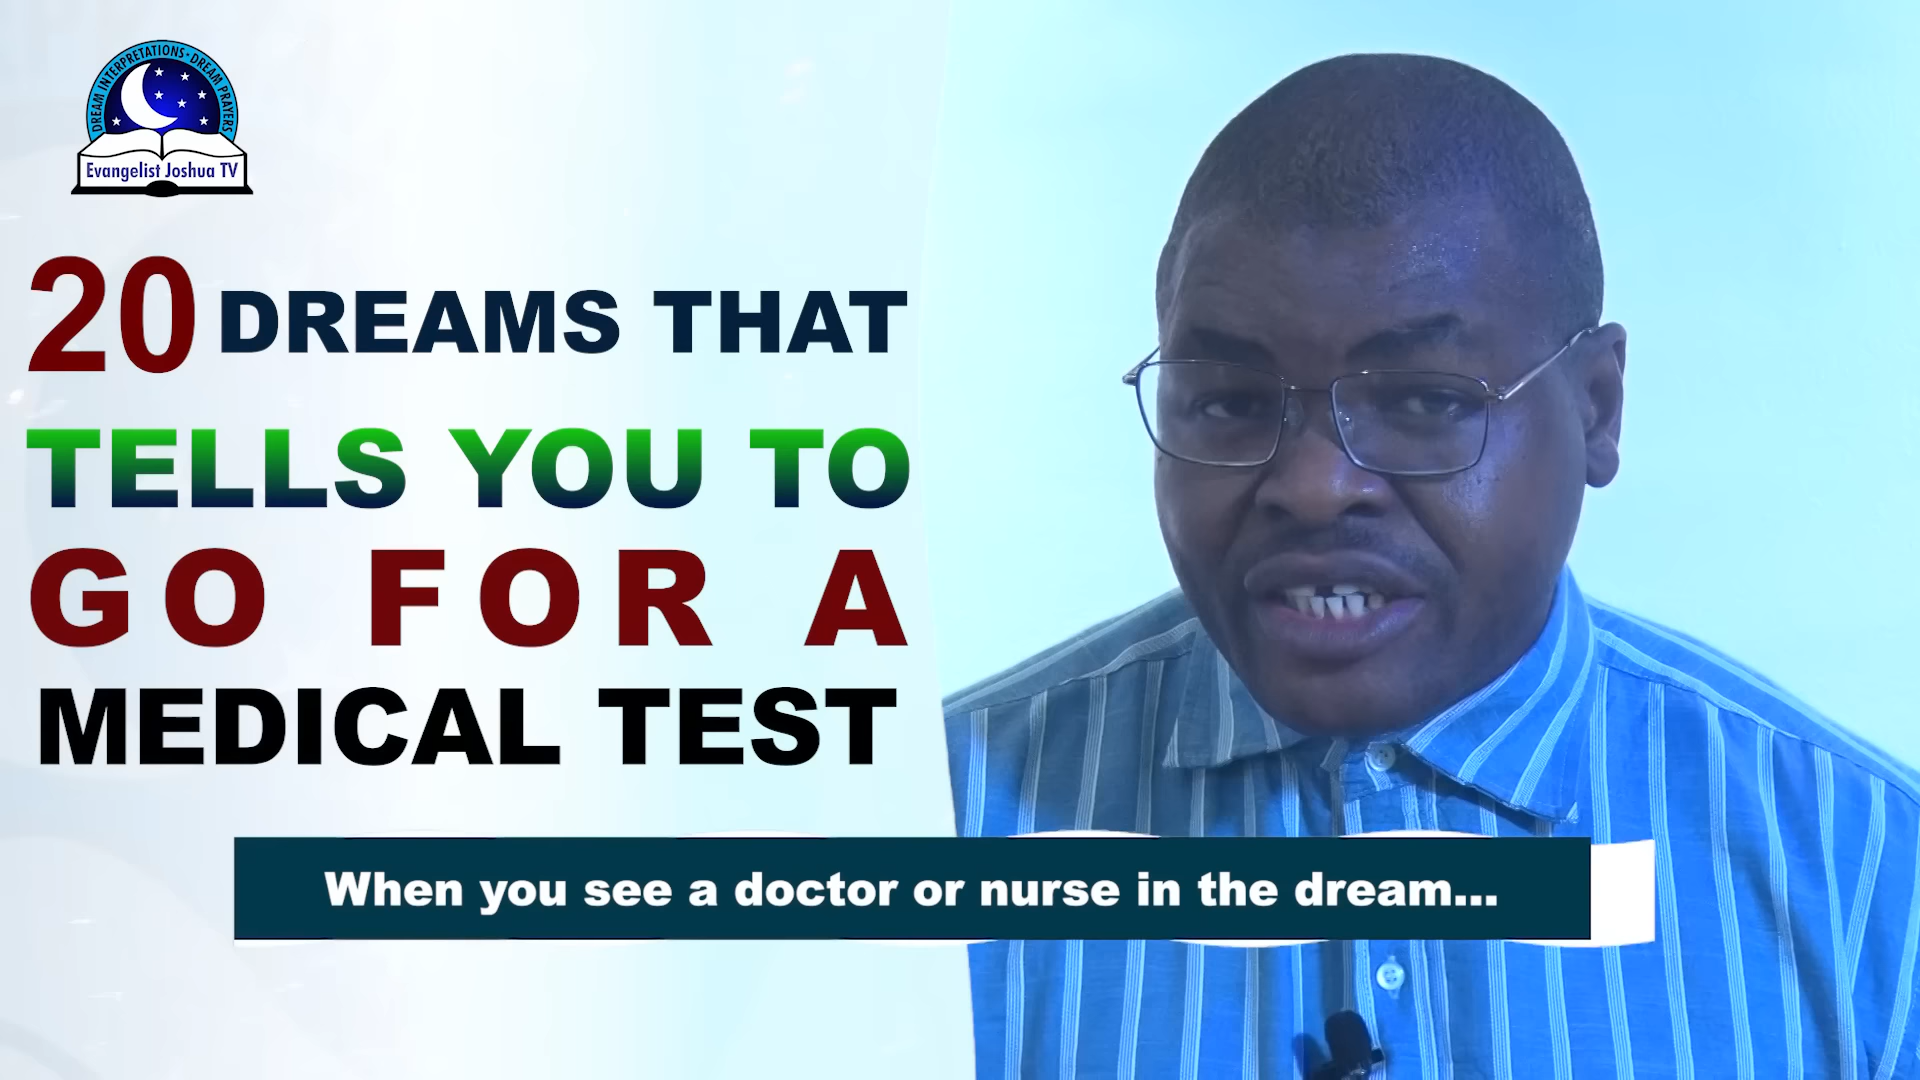 DREAM INTERPRETATIONS • DREAM PRAYERS
Evangelist Joshua TV
20 DREAMS THAT
TELLS YOU TO
GO FOR A
MEDICAL TEST
When you see a doctor or nurse in the dream...